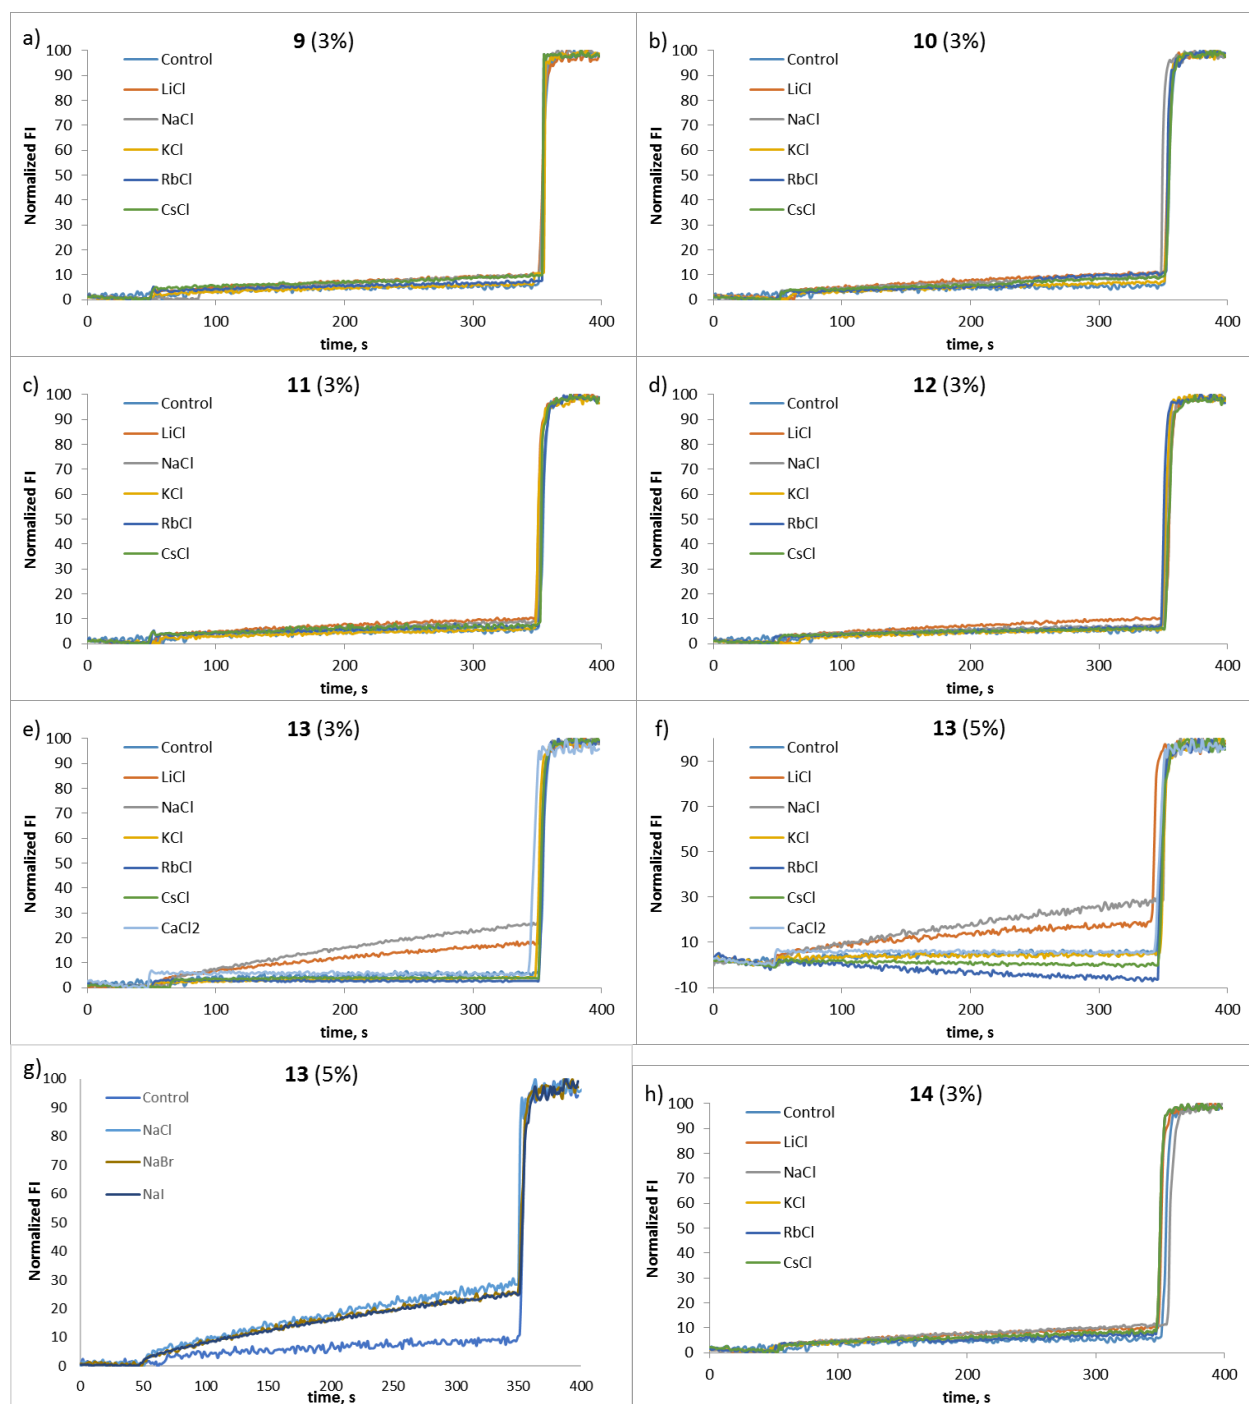 a)
9 (3%)
100
90
80
70
60
50
40
30
20
10
0
Normalized FI
Control
LiCl
NaCl
KCl
RbCl
CsCl
0 100 200 300 400
time, s
b)
10 (3%)
100
90
80
70
60
50
40
30
20
10
0
Normalized FI
Control
LiCl
NaCl
KCl
RbCl
CsCl
0 100 200 300 400
time, s
c)
11 (3%)
100
90
80
70
60
50
40
30
20
10
0
Normalized FI
Control
LiCl
NaCl
KCl
RbCl
CsCl
0 100 200 300 400
time, s
d)
12 (3%)
100
90
80
70
60
50
40
30
20
10
0
Normalized FI
Control
LiCl
NaCl
KCl
RbCl
CsCl
0 100 200 300 400
time, s
e)
13 (3%)
100
90
80
70
60
50
40
30
20
10
0
Normalized FI
Control
LiCl
NaCl
KCl
RbCl
CsCl
CaCl2
0 100 200 300 400
time, s
f)
13 (5%)
90
70
50
30
10
-10
Normalized FI
Control
LiCl
NaCl
KCl
RbCl
CsCl
CaCl2
0 100 200 300 400
time, s
g)
13 (5%)
100
90
80
70
60
50
40
30
20
10
0
Normalized FI
Control
NaCl
NaBr
NaI
0 50 100 150 200 250 300 350 400
time, s
h)
14 (3%)
100
90
80
70
60
50
40
30
20
10
0
Normalized FI
Control
LiCl
NaCl
KCl
RbCl
CsCl
0 100 200 300 400
time, s